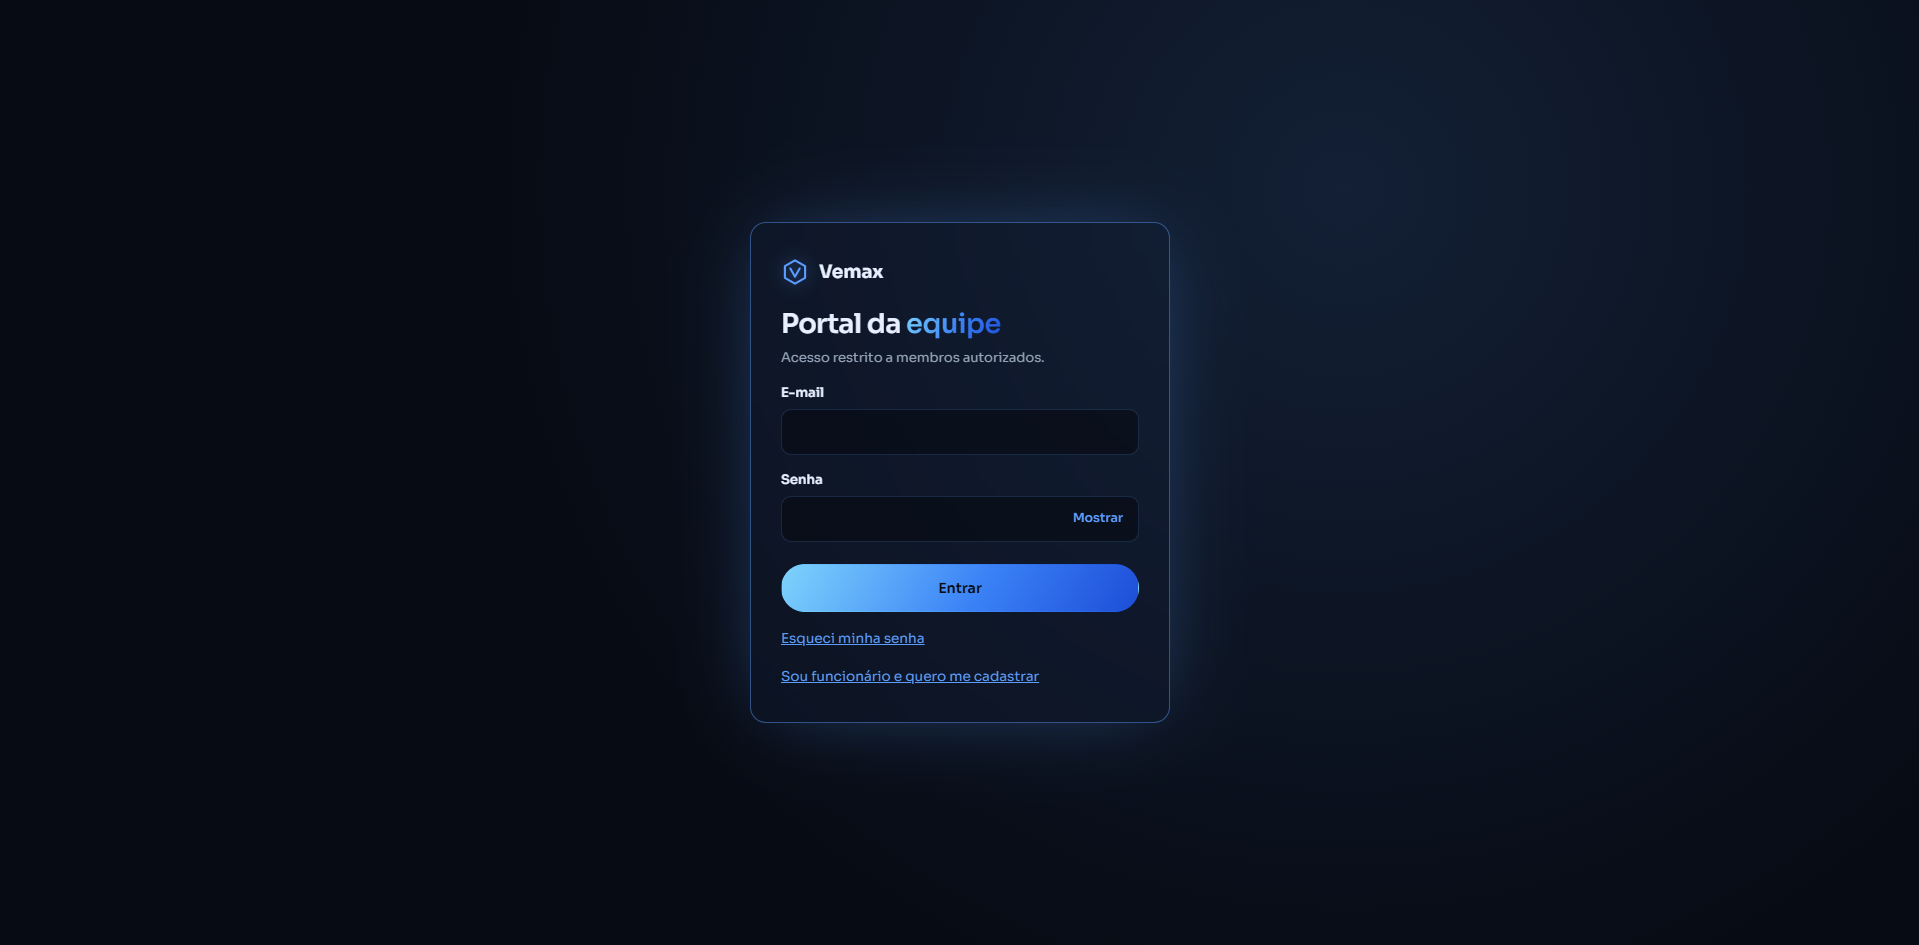 Vemax
Portal da equipe
Acesso restrito a membros autorizados.
E-mail
Senha
Mostrar
Entrar
Esqueci minha senha
Sou funcionário e quero me cadastrar